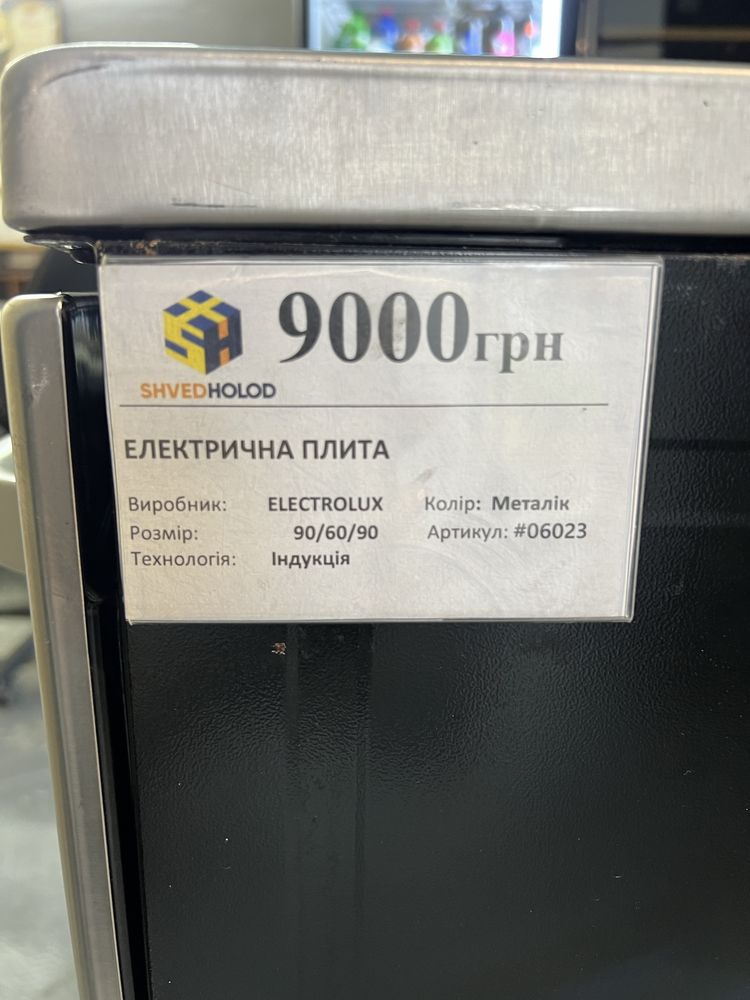 9000грн
SHVEDHOLOD
ЕЛЕКТРИЧНА ПЛИТА
Виробник: ELECTROLUX Колір: Металік
Розмір: 90/60/90 Артикул: #06023
Технологія: Індукція